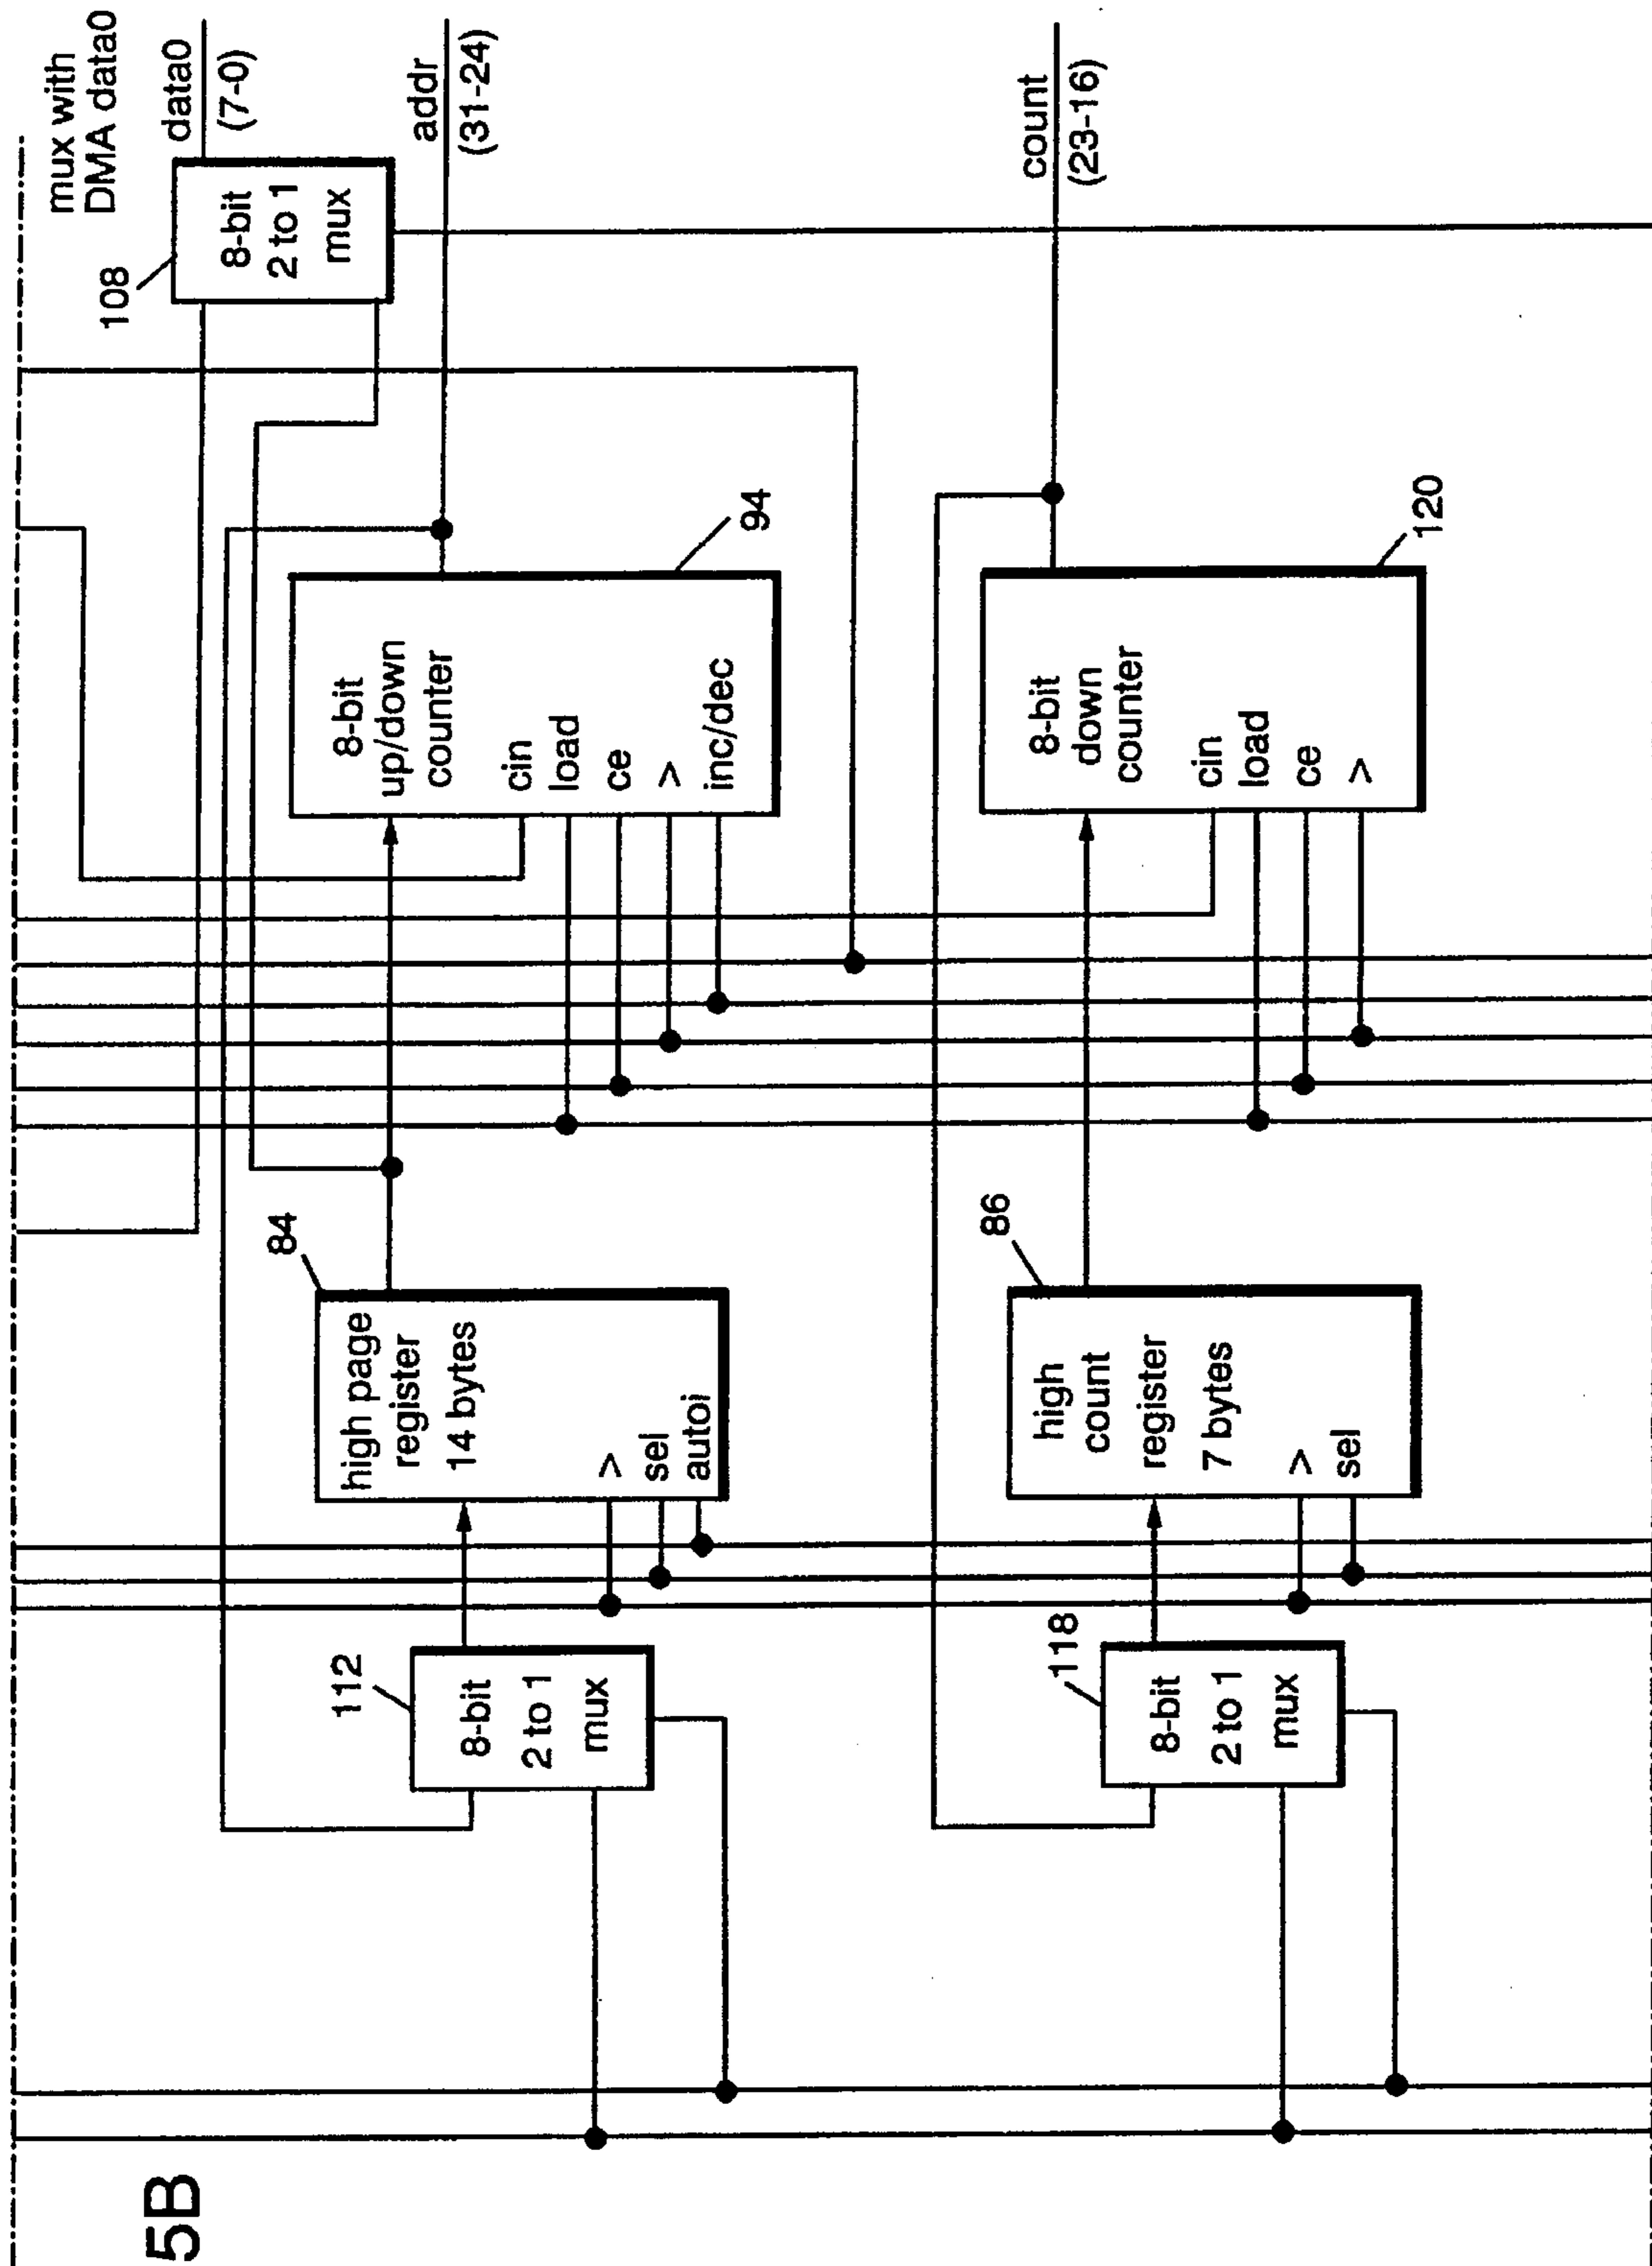 5B
mux with
DMA data0
data0
(7-0)
108
8-bit
2 to 1
mux
addr
(31-24)
112
8-bit
2 to 1
mux
84
high page
register
14 bytes
>
sel
autoi
94
8-bit
up/down
counter
cin
load
ce
>
inc/dec
count
(23-16)
118
8-bit
2 to 1
mux
86
high
count
register
7 bytes
>
sel
120
8-bit
down
counter
cin
load
ce
>